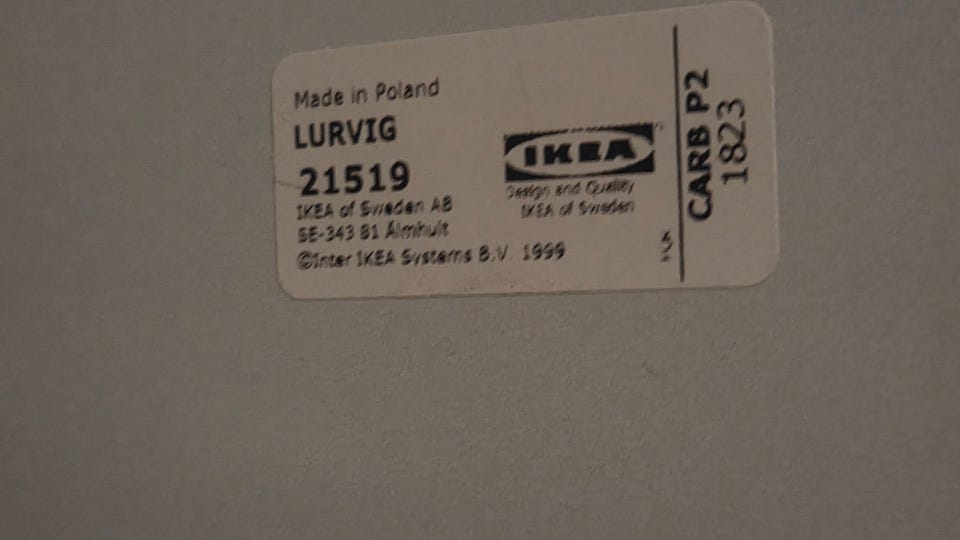 Made in Poland
LURVIG
21519
IKEA of Sweden AB
SE-343 81 Älmhult
©Inter IKEA Systems B.V. 1999
IKEA
Design and Quality
IKEA of Sweden
CARB P2
1823